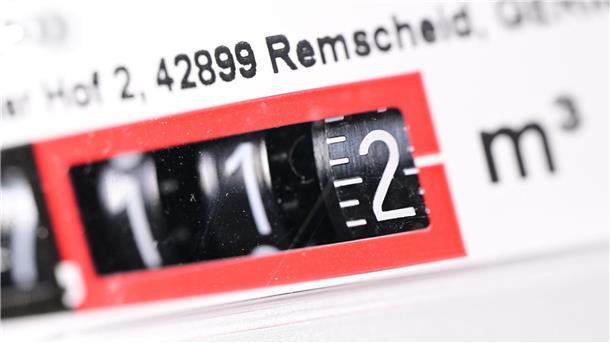 Hof 2, 42899 Remscheid,
1 1 2 m³